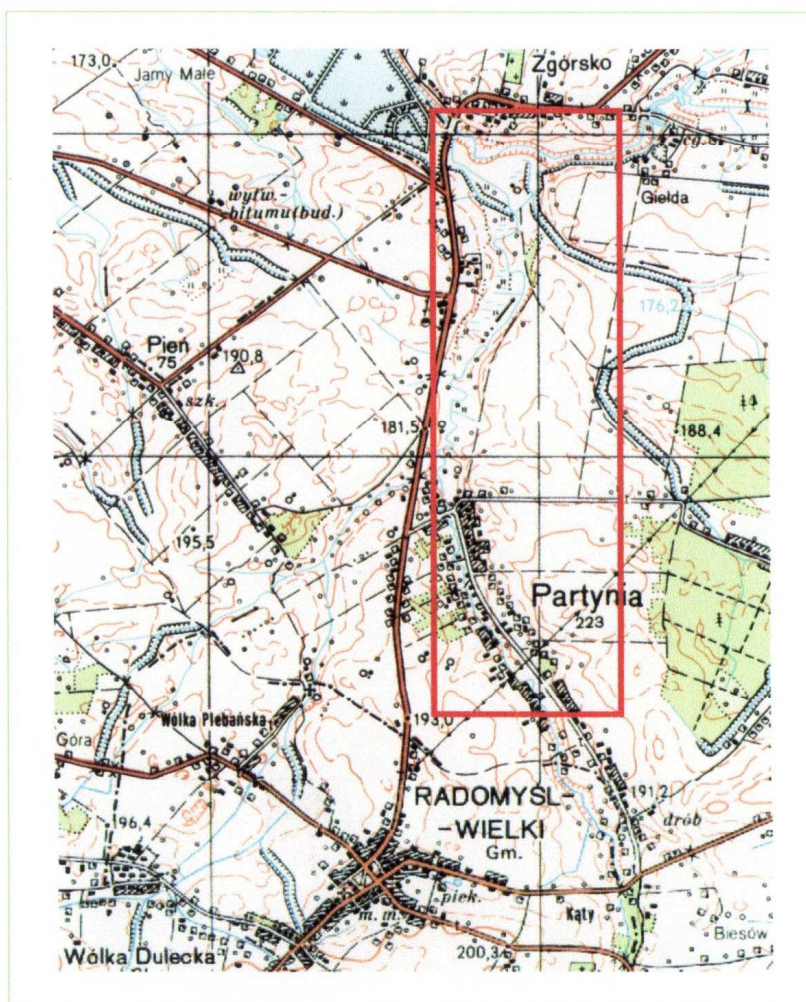 173,0
Jamy Małe
Zgórsko
Giełda
wytw.
bitumu(bud.)
176,2
Pień
75
190,8
szk.
181,5
188,4
195,5
Partynia
223
Wólka Plebańska
193,0
Góra
RADOMYŚL-
-WIELKI
Gm.
191,2
drób
196,4
piek.
m. m.
Kąty
Biesów
200,3
Wólka Dulecka